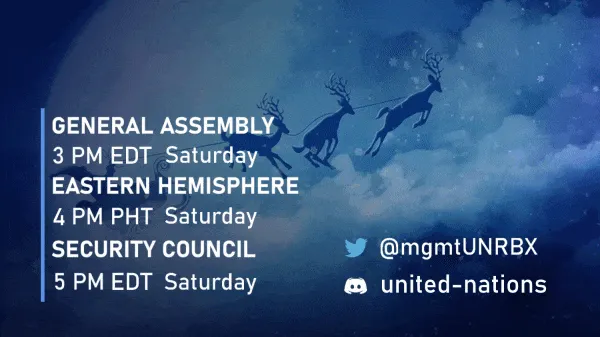 GENERAL ASSEMBLY
3 PM EDT Saturday
EASTERN HEMISPHERE
4 PM PHT Saturday
SECURITY COUNCIL
5 PM EDT Saturday
@mgmtUNRBX
united-nations